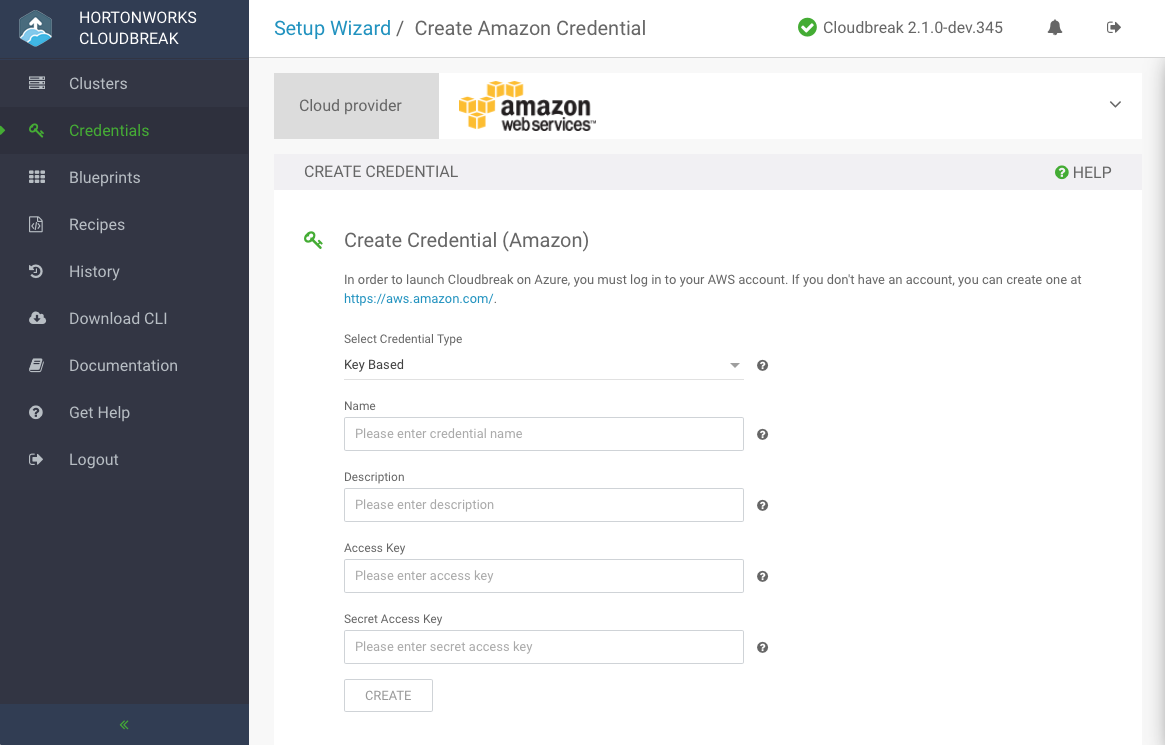 HORTONWORKS
CLOUDBREAK
Setup Wizard / Create Amazon Credential
Cloudbreak 2.1.0-dev.345
Clusters
Credentials
Blueprints
Recipes
History
Download CLI
Documentation
Get Help
Logout
«
Cloud provider
amazon
web services™
CREATE CREDENTIAL
HELP
Create Credential (Amazon)
In order to launch Cloudbreak on Azure, you must log in to your AWS account. If you don't have an account, you can create one at
https://aws.amazon.com/.
Select Credential Type
Key Based
Name
Please enter credential name
Description
Please enter description
Access Key
Please enter access key
Secret Access Key
Please enter secret access key
CREATE